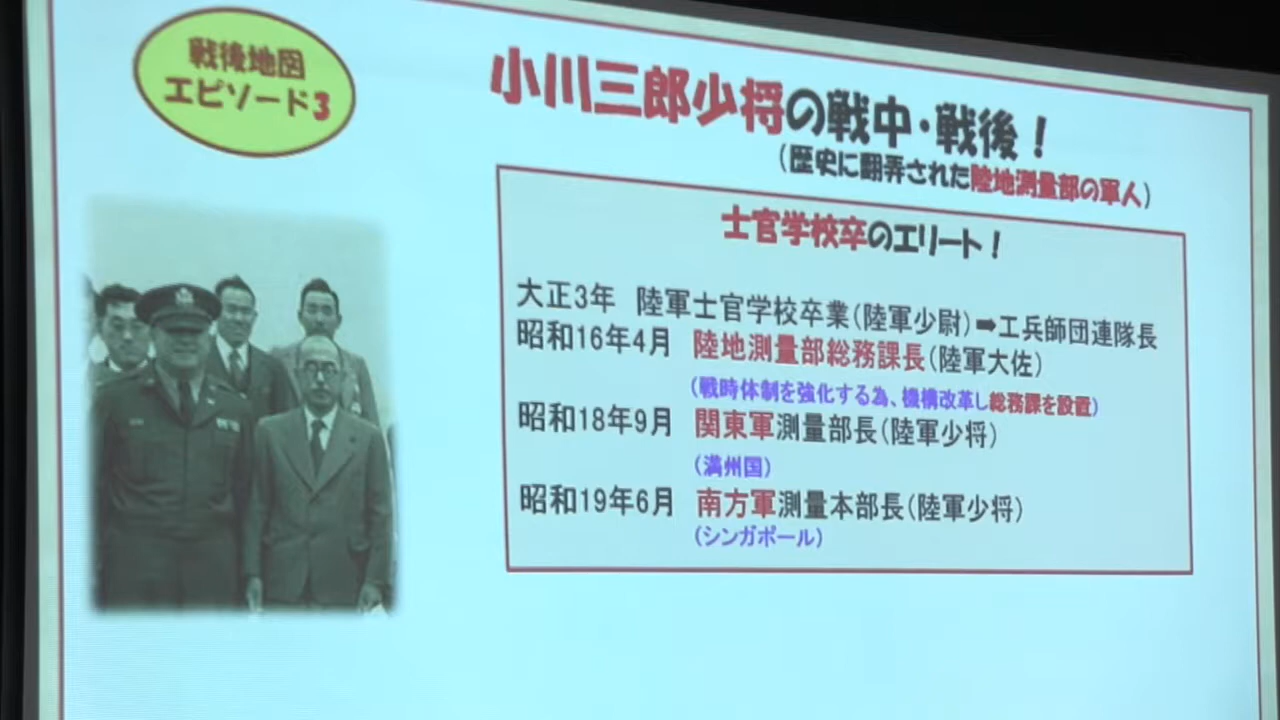 戦後地図
エピソード3
小川三郎少将の戦中・戦後！
（歴史に翻弄された陸地測量部の軍人）
士官学校卒のエリート！
大正3年　陸軍士官学校卒業（陸軍少尉）➡工兵師団連隊長
昭和16年4月　陸地測量部総務課長（陸軍大佐）
（戦時体制を強化する為、機構改革し総務課を設置）
昭和18年9月　関東軍測量部長（陸軍少将）
（満州国）
昭和19年6月　南方軍測量本部長（陸軍少将）
（シンガポール）